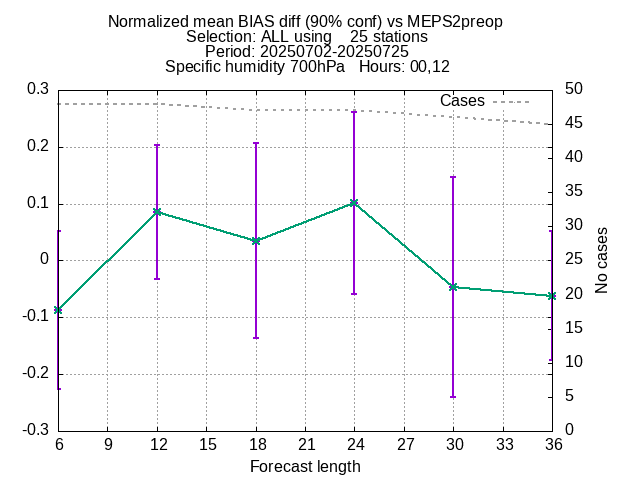 Normalized mean BIAS diff (90% conf) vs MEPS2preop
Selection: ALL using    25 stations
Period: 20250702-20250725
Specific humidity 700hPa   Hours: 00,12
Cases
0.3
0.2
0.1
0
-0.1
-0.2
-0.3
50
45
40
35
30
25
20
15
10
5
0
No cases
6 9 12 15 18 21 24 27 30 33 36
Forecast length